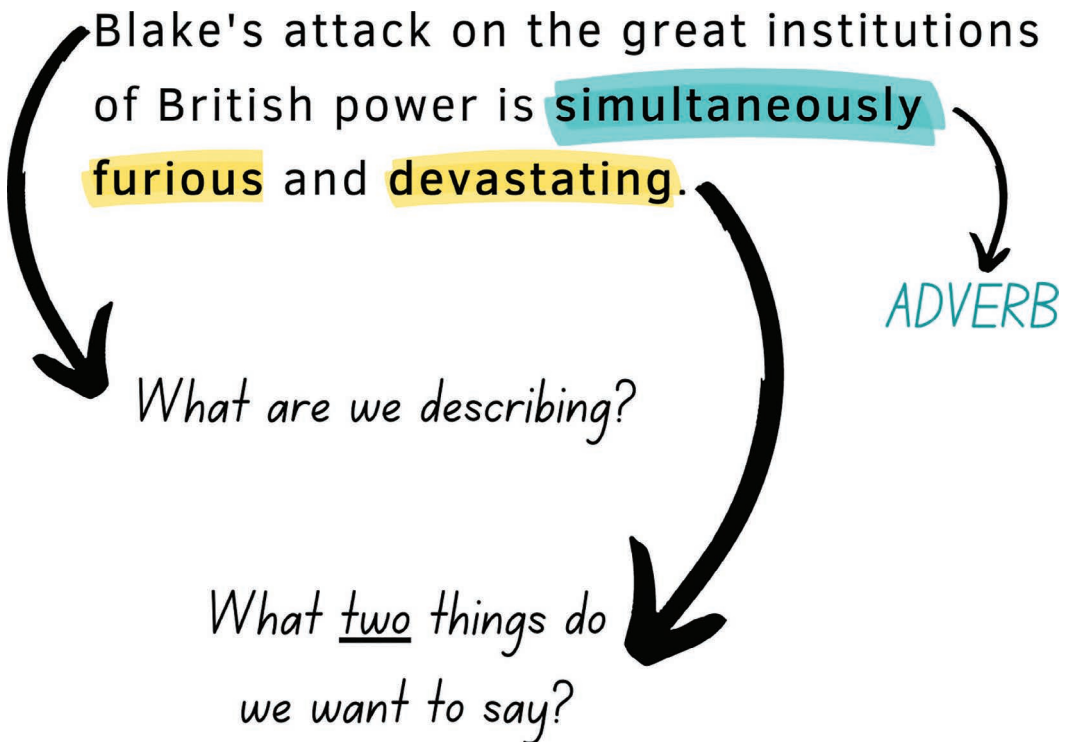 Blake's attack on the great institutions
of British power is simultaneously
furious and devastating.
ADVERB
What are we describing?
What two things do
we want to say?